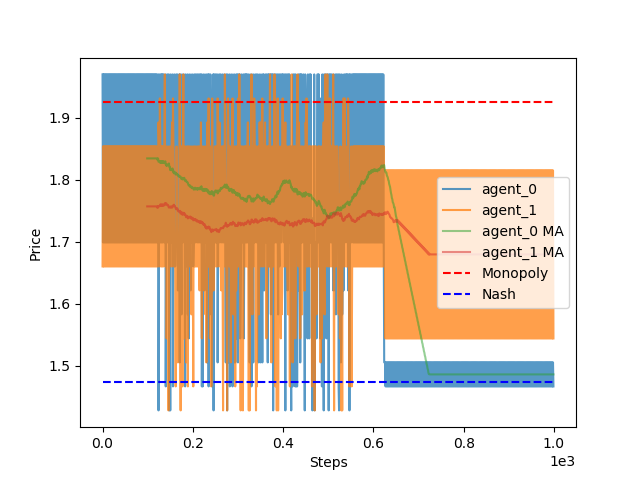 1.9
1.8
1.7
1.6
1.5
Price
0.0 0.2 0.4 0.6 0.8 1.0
Steps
1e3
agent_0
agent_1
agent_0 MA
agent_1 MA
Monopoly
Nash